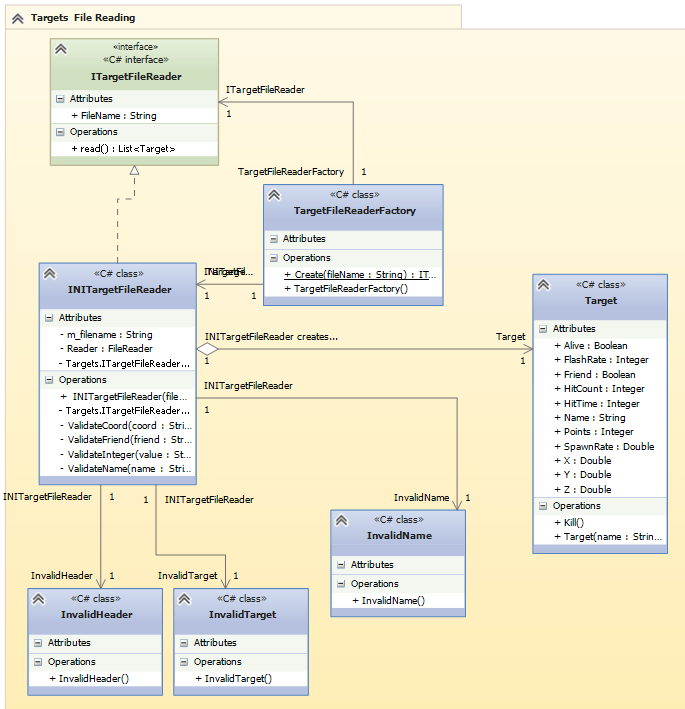 Targets File Reading
«interface»
«C# interface»
ITargetFileReader
Attributes
+ FileName : String
Operations
+ read() : List<Target>
ITargetFileReader
1
TargetFileReaderFactory
1
«C# class»
TargetFileReaderFactory
Attributes
Operations
+ Create(fileName : String) : IT...
+ TargetFileReaderFactory()
1
1
«C# class»
INITargetFileReader
Attributes
- m_filename : String
- Reader : FileReader
- Targets.ITargetFileReader...
Operations
+ INITargetFileReader(file...
- Targets.ITargetFileReader...
- ValidateCoord(coord : Stri...
- ValidateFriend(friend : Str...
- ValidateInteger(value : St...
- ValidateName(name : Stri...
INITargetFileReader creates...
1
Target
1
«C# class»
Target
Attributes
+ Alive : Boolean
+ FlashRate : Integer
+ Friend : Boolean
+ HitCount : Integer
+ HitTime : Integer
+ Name : String
+ Points : Integer
+ SpawnRate : Double
+ X : Double
+ Y : Double
+ Z : Double
Operations
+ Kill()
+ Target(name : Strin...
INITargetFileReader
1
InvalidName
1
«C# class»
InvalidName
Attributes
Operations
+ InvalidName()
INITargetFileReader
1
1
INITargetFileReader
InvalidHeader
1
InvalidTarget
1
«C# class»
InvalidHeader
Attributes
Operations
+ InvalidHeader()
«C# class»
InvalidTarget
Attributes
Operations
+ InvalidTarget()